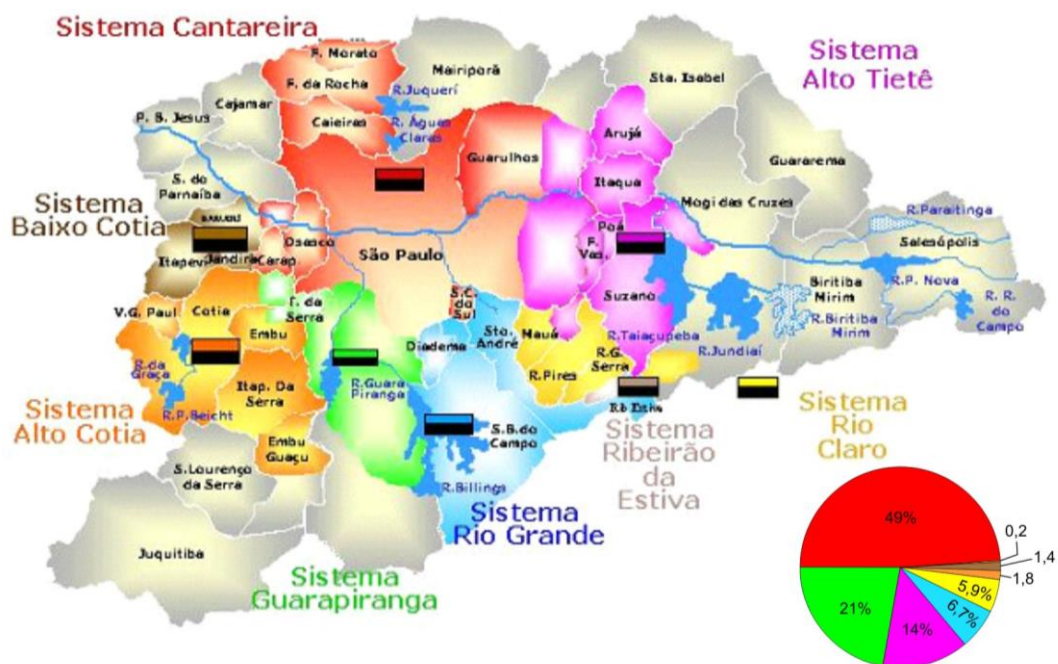 Sistema Cantareira
F. Morato
F. da Rocha
Mairiporã
R.Juquerí
Cajamar
Caieiras
R. Águas
Claras
P. B. Jesus
Guarulhos
Sta. Isabel
Sistema
Alto Tietê
Arujá
Guararema
Itaqua
S. do
Parnaíba
Mogi das Cruzes
Sistema
Baixo Cotia
Osasco
Itapevi
Jandira
Carap
São Paulo
Poá
F.
Vas.
R.Paraitinga
Salesópolis
R.P. Nova
Biritiba
Mirim
R.Biritiba
Mirim
R. R.
do
Campo
Suzano
V.G. Paul
Cotia
T. da
Serra
Embu
S.C.
do
Sul
Sto.
André
Diadema
Mauá
R.Taiaçupeba
R.Jundiaí
R.G.
Serra
R.Pires
R.da
Graça
Itap. Da
Serra
R.Guara
Piranga
R.P.Beicht
Sistema
Alto Cotia
Embu
Guaçu
S.B.do
Campo
Sistema
Ribeirão
da
Estiva
Sistema
Rio
Claro
S.Lourenço
da Serra
R.Billings
Sistema
Rio Grande
Juquitiba
Sistema
Guarapiranga
49%
0,2
1,4
1,8
5,9%
6,7%
14%
21%